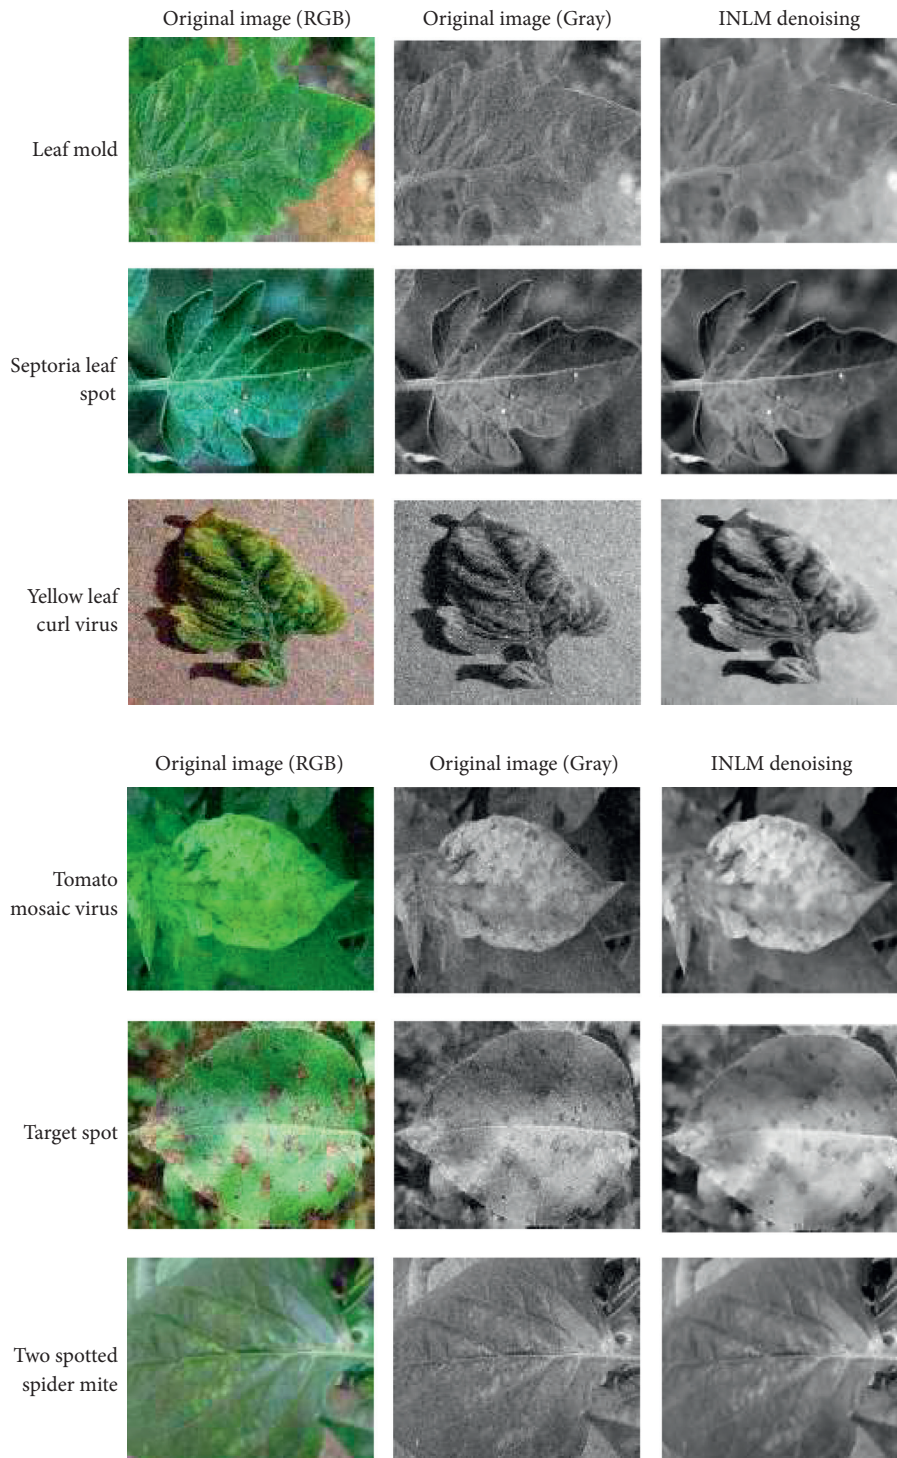 Original image (RGB) Original image (Gray) INLM denoising
Leaf mold
Septoria leaf
spot
Yellow leaf
curl virus
Original image (RGB) Original image (Gray) INLM denoising
Tomato
mosaic virus
Target spot
Two spotted
spider mite